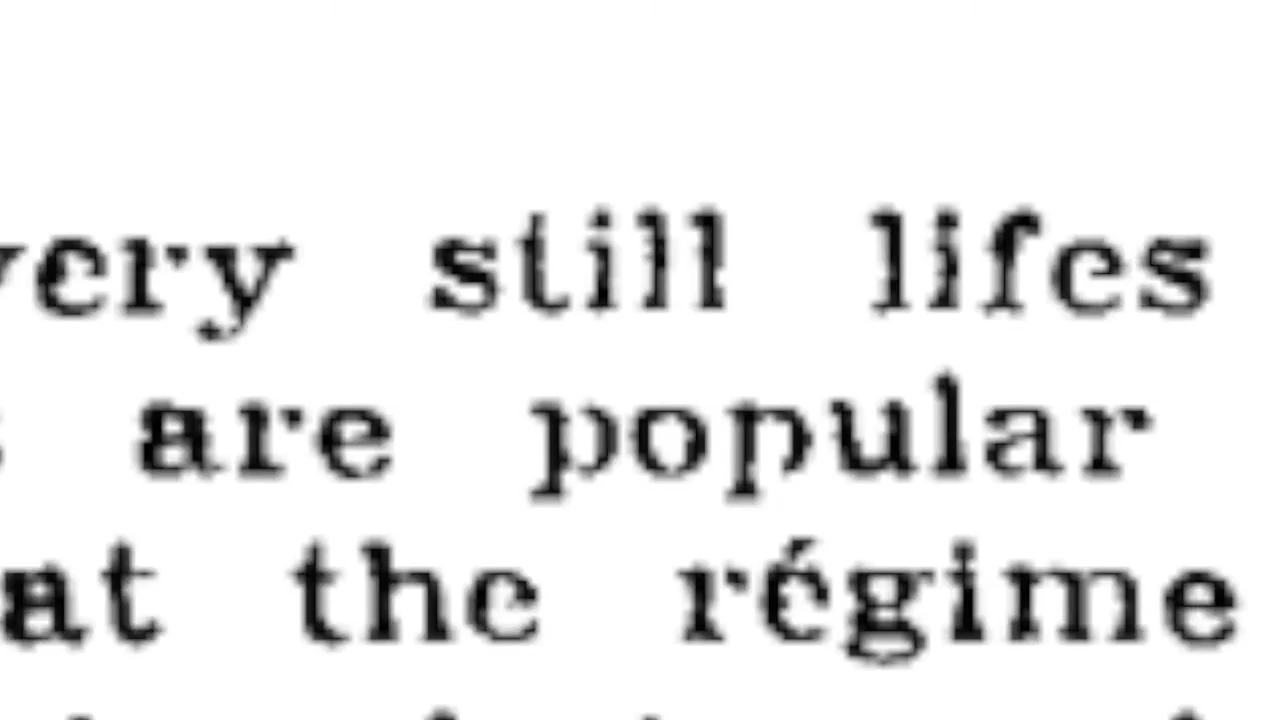 very still lifes
are popular
at the régime